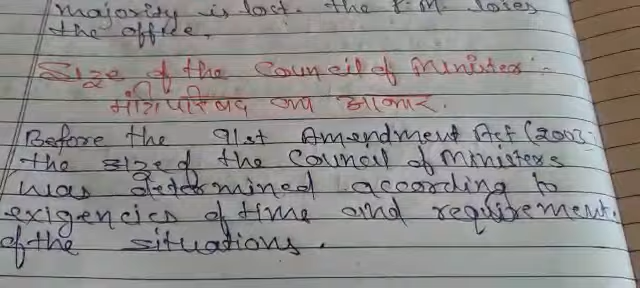 majority is lost. the P.M. loses
the office.
Size of the Council of Minister :-
मंत्रिपरिषद का आकार.
Before the 91st Amendment Act (2003
the size of the Council of Ministers
was determined according to
exigencies of time and requirement.
of the situations.